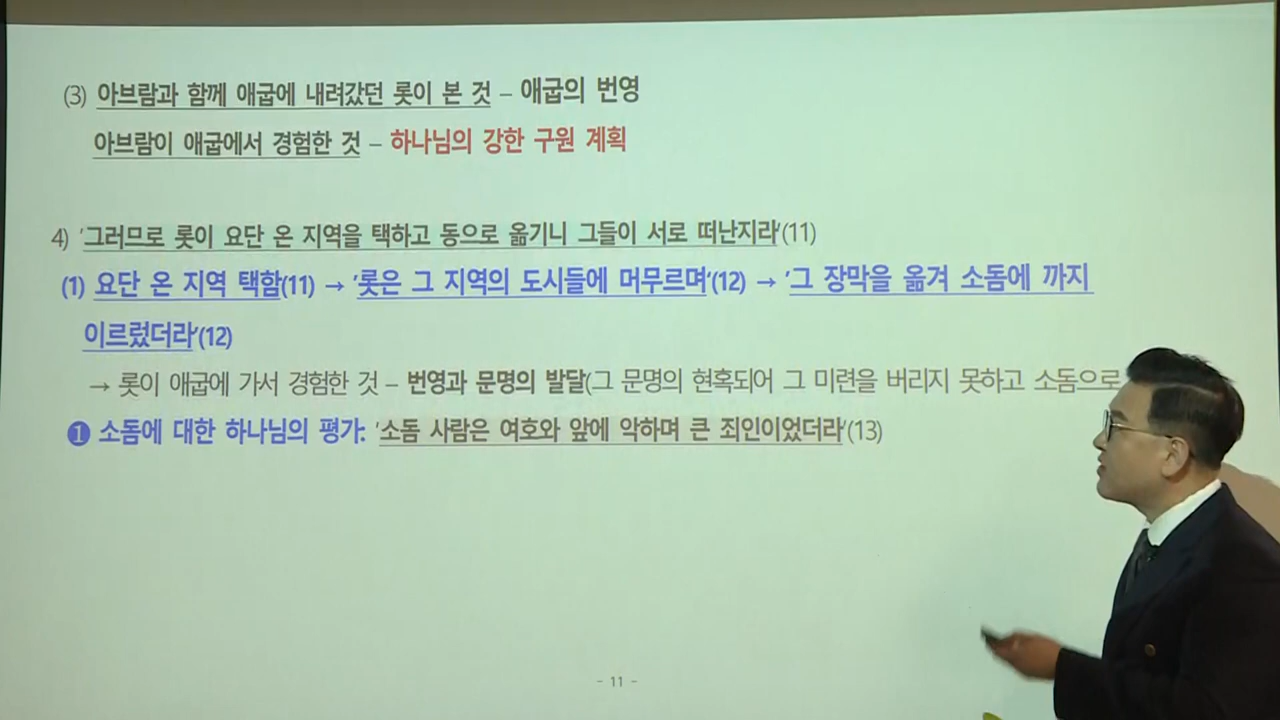 (3) 아브람과 함께 애굽에 내려갔던 롯이 본 것 – 애굽의 번영
아브람이 애굽에서 경험한 것 – 하나님의 강한 구원 계획
4) '그러므로 롯이 요단 온 지역을 택하고 동으로 옮기니 그들이 서로 떠난지라'(11)
(1) 요단 온 지역 택함(11) → '롯은 그 지역의 도시들에 머무르며'(12) → '그 장막을 옮겨 소돔에 까지
이르렀더라'(12)
→ 롯이 애굽에 가서 경험한 것 – 번영과 문명의 발달(그 문명의 현혹되어 그 미련을 버리지 못하고 소돔으로
❶ 소돔에 대한 하나님의 평가: '소돔 사람은 여호와 앞에 악하며 큰 죄인이었더라'(13)
- 11 -